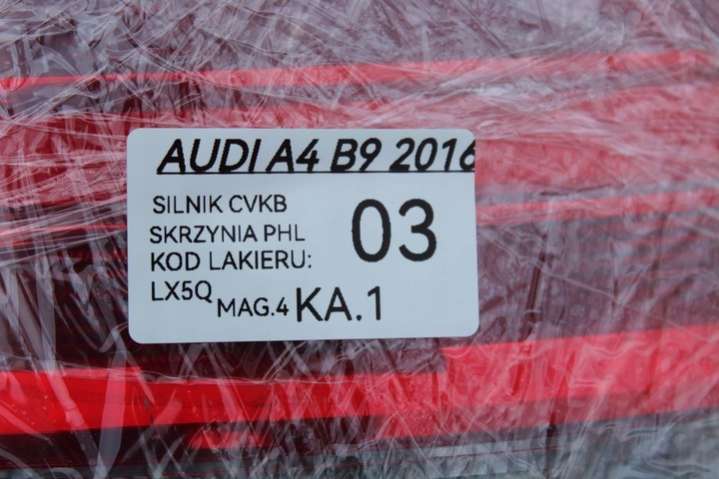 AUDI A4 B9 2016
SILNIK CVKB
SKRZYNIA PHL
03
KOD LAKIERU:
LX5Q MAG.4 KA.1